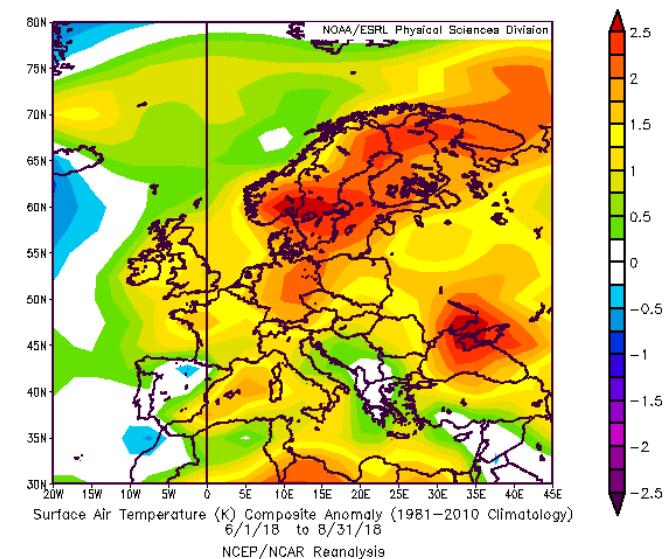 80N
NOAA/ESRL Physical Sciences Division
75N
70N
65N
60N
55N
50N
45N
40N
35N
30N
20W 15W 10W 5W 0 5E 10E 15E 20E 25E 30E 35E 40E 45E
2.5
2
1.5
1
0.5
0
-0.5
-1
-1.5
-2
-2.5
Surface Air Temperature (K) Composite Anomaly (1981-2010 Climatology)
6/1/18 to 8/31/18
NCEP/NCAR Reanalysis